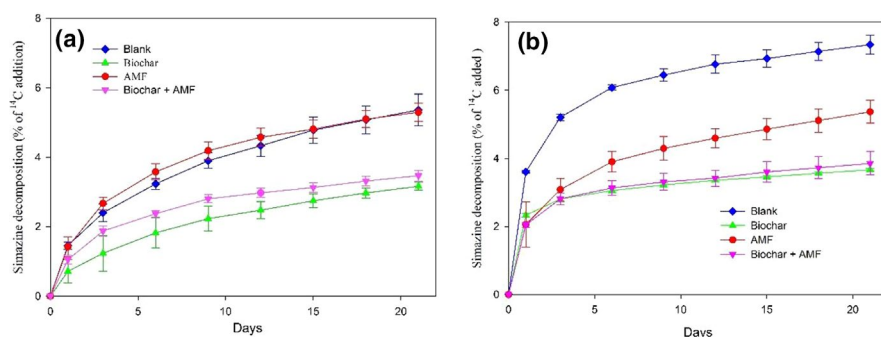 (a)
Blank
Biochar
AMF
Biochar + AMF
Simazine decomposition (% of ¹⁴C addition)
8
6
4
2
0
0 5 10 15 20
Days
(b)
Blank
Biochar
AMF
Biochar + AMF
Simazine decomposition (% of ¹⁴C added )
8
6
4
2
0
0 5 10 15 20
Days